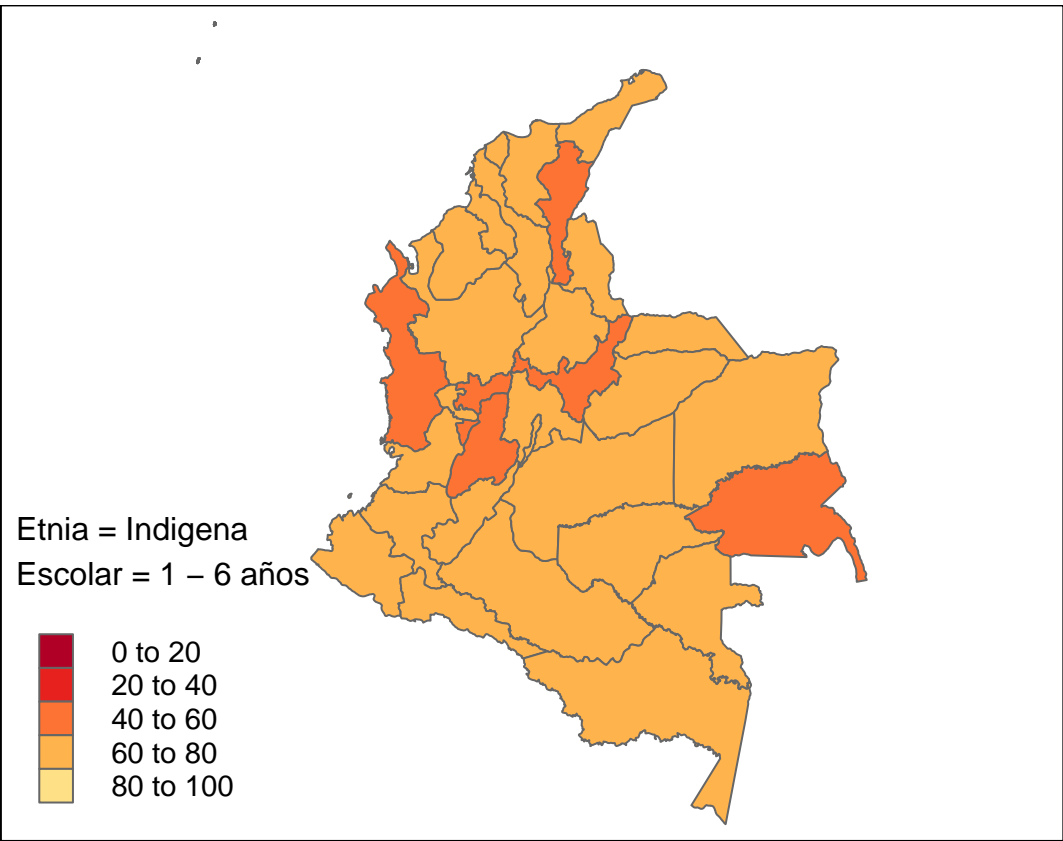 Etnia = Indigena
Escolar = 1 − 6 años
0 to 20
20 to 40
40 to 60
60 to 80
80 to 100